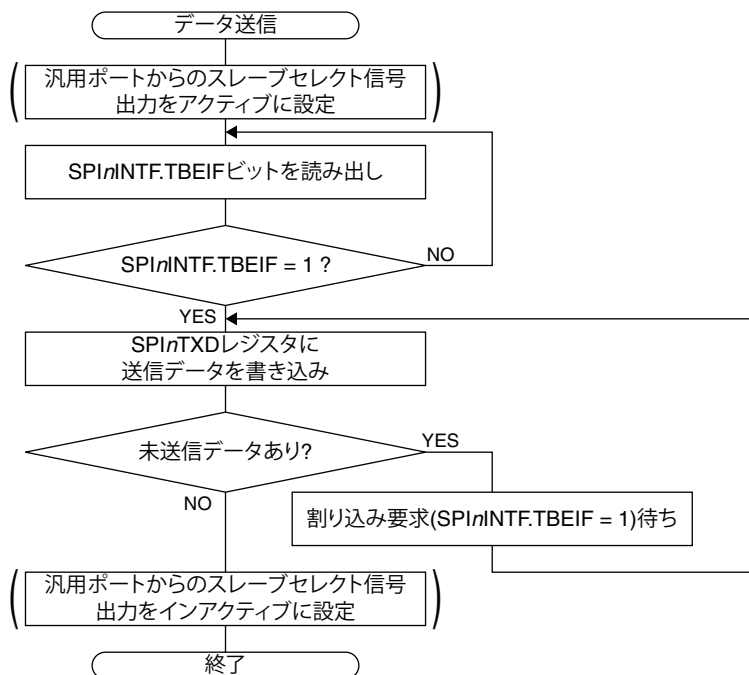 データ送信
汎用ポートからのスレーブセレクト信号
出力をアクティブに設定
SPInINTF.TBEIFビットを読み出し
SPInINTF.TBEIF = 1 ?
NO
YES
SPInTXDレジスタに
送信データを書き込み
未送信データあり?
YES
NO
割り込み要求(SPInINTF.TBEIF = 1)待ち
汎用ポートからのスレーブセレクト信号
出力をインアクティブに設定
終了